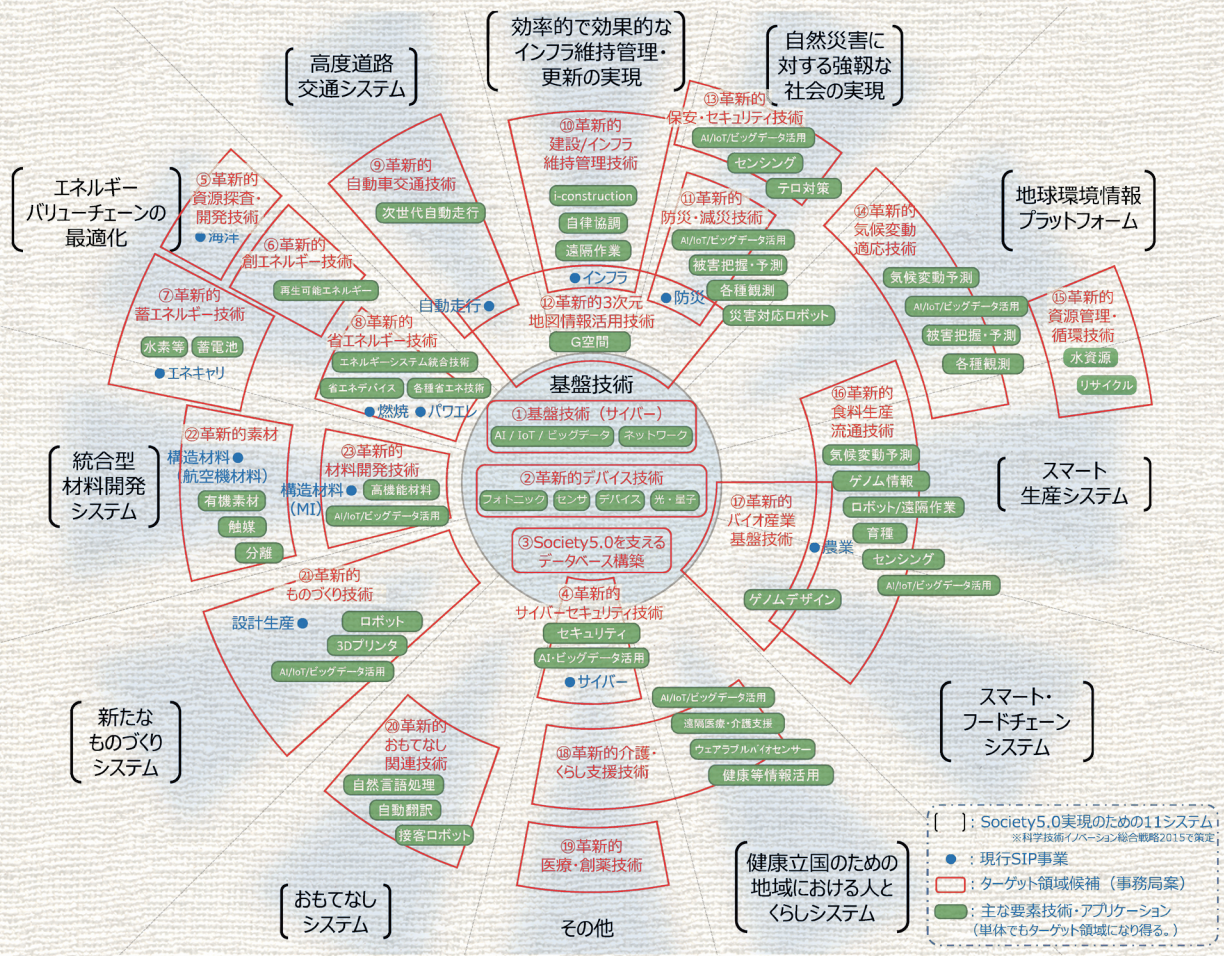 効率的で効果的な
インフラ維持管理・
更新の実現
自然災害に
対する強靱な
社会の実現
高度道路
交通システム
エネルギー
バリューチェーンの
最適化
地球環境情報
プラットフォーム
⑬革新的
保安・セキュリティ技術
AI/IoT/ビッグデータ活用
センシング
テロ対策
⑩革新的
建設/インフラ
維持管理技術
i-construction
自律協調
遠隔作業
●インフラ
⑨革新的
自動車交通技術
次世代自動走行
自動走行●
⑤革新的
資源探査・
開発技術
●海洋
⑥革新的
創エネルギー技術
再生可能エネルギー
⑦革新的
蓄エネルギー技術
水素等
蓄電池
●エネキャリ
⑧革新的
省エネルギー技術
エネルギーシステム統合技術
省エネデバイス
各種省エネ技術
●燃焼 ●パワエレ
⑪革新的
防災・減災技術
AI/IoT/ビッグデータ活用
被害把握・予測
各種観測
災害対応ロボット
●防災
⑫革新的3次元
地図情報活用技術
G空間
⑭革新的
気候変動
適応技術
気候変動予測
AI/IoT/ビッグデータ活用
被害把握・予測
各種観測
⑮革新的
資源管理・
循環技術
水資源
リサイクル
基盤技術
①基盤技術（サイバー）
AI / IoT / ビッグデータ
ネットワーク
②革新的デバイス技術
フォトニック
センサ
デバイス
光・量子
③Society5.0を支える
データベース構築
④革新的
サイバーセキュリティ技術
セキュリティ
AI・ビッグデータ活用
●サイバー
⑯革新的
食料生産
流通技術
気候変動予測
ゲノム情報
ロボット/遠隔作業
育種
センシング
AI/IoT/ビッグデータ活用
⑰革新的
バイオ産業
基盤技術
●農業
ゲノムデザイン
スマート
生産システム
統合型
材料開発
システム
㉒革新的素材
構造材料●
（航空機材料）
有機素材
触媒
分離
㉓革新的
材料開発技術
構造材料●
（MI）
高機能材料
AI/IoT/ビッグデータ活用
㉑革新的
ものづくり技術
設計生産●
ロボット
3Dプリンタ
AI/IoT/ビッグデータ活用
新たな
ものづくり
システム
⑳革新的
おもてなし
関連技術
自然言語処理
自動翻訳
接客ロボット
おもてなし
システム
⑱革新的介護・
くらし支援技術
AI/IoT/ビッグデータ活用
遠隔医療・介護支援
ウェアラブルバイオセンサー
健康等情報活用
⑲革新的
医療・創薬技術
その他
健康立国のための
地域における人と
くらしシステム
スマート・
フードチェーン
システム
：Society5.0実現のための11システム
※科学技術イノベーション総合戦略2015で策定
●：現行SIP事業
：ターゲット領域候補（事務局案）
：主な要素技術・アプリケーション
（単体でもターゲット領域になり得る。）